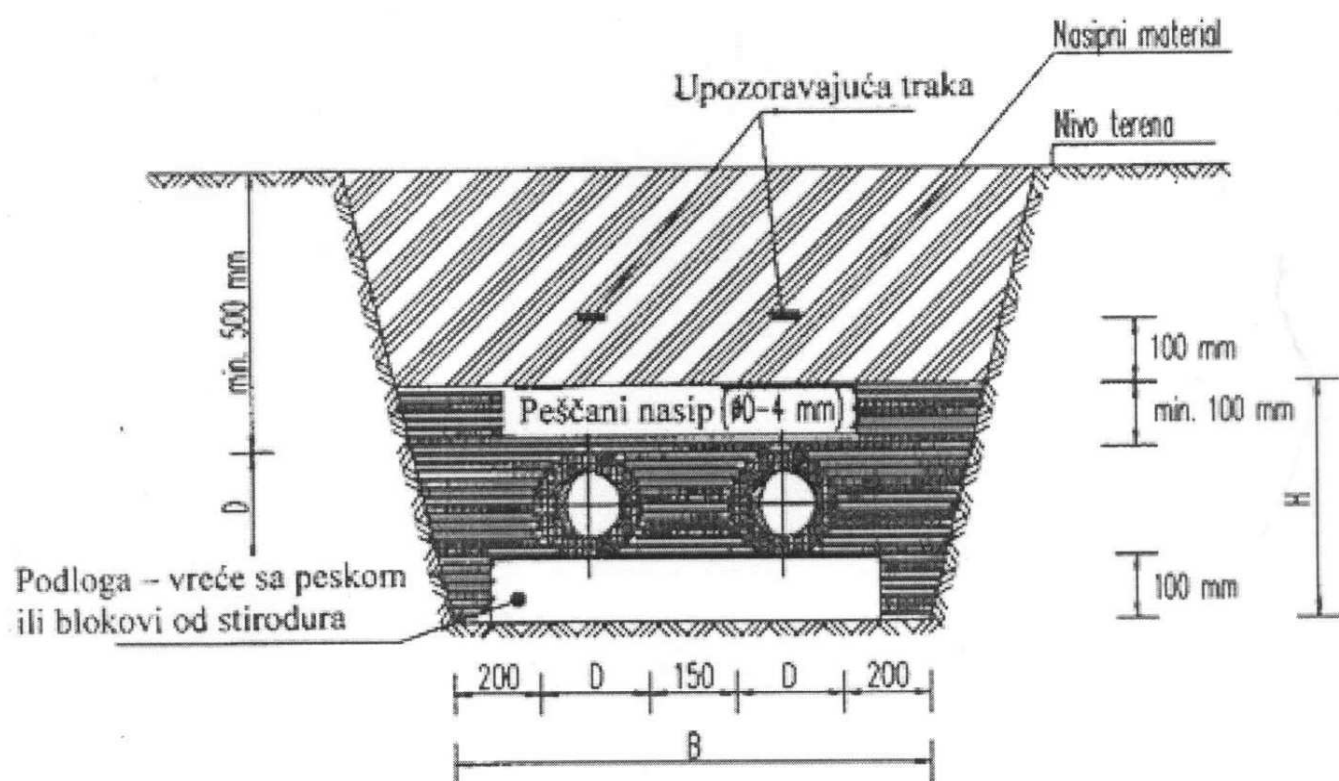 Nasipni material
Upozoravajuća traka
Nivo terena
min. 500 mm
100 mm
Peščani nasip (ø0-4 mm)
min. 100 mm
D
H
Podloga – vreće sa peskom
ili blokovi od stirodura
100 mm
200 D 150 D 200
B